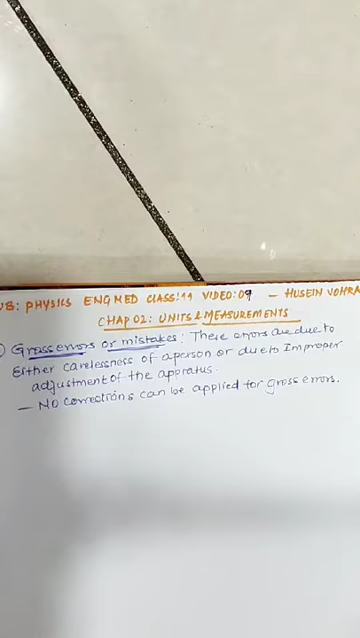 UB: PHYSICS ENG MED CLASS:11 VIDEO:09 - HUSEIN VOHRA
CHAP 02: UNITS & MEASUREMENTS
Gross errors or mistakes: These errors are due to
Either carelessness of a person or due to Improper
adjustment of the appratus.
- No corrections can be applied for gross errors.